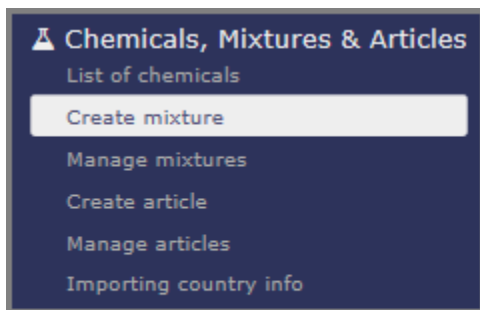 Chemicals, Mixtures & Articles
List of chemicals
Create mixture
Manage mixtures
Create article
Manage articles
Importing country info